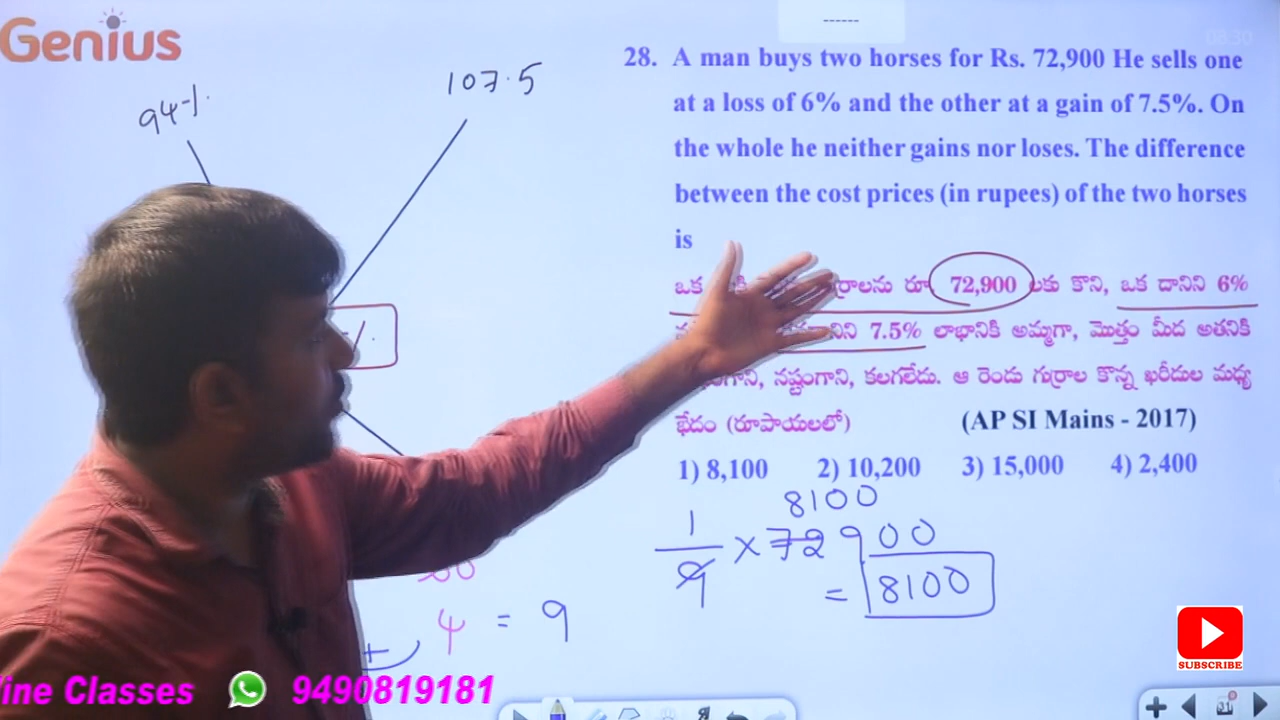 Genius
------
08:30
94-1.
107.5
28. A man buys two horses for Rs. 72,900 He sells one
at a loss of 6% and the other at a gain of 7.5%. On
the whole he neither gains nor loses. The difference
between the cost prices (in rupees) of the two horses
is
ఒక రూ 72,900 లకు కొని, ఒక దానిని 6%
7.5% లాభానికి అమ్మగా, మొత్తం మీద అతనికి
నష్టంగాని, కలగలేదు. ఆ రెండు గుర్రాల కొన్న ఖరీదుల మధ్య
భేదం (రూపాయలలో) (AP SI Mains - 2017)
1) 8,100 2) 10,200 3) 15,000 4) 2,400
8100
1/9 × 72900
= 8100
4 = 9
+
Classes 9490819181
SUBSCRIBE
31